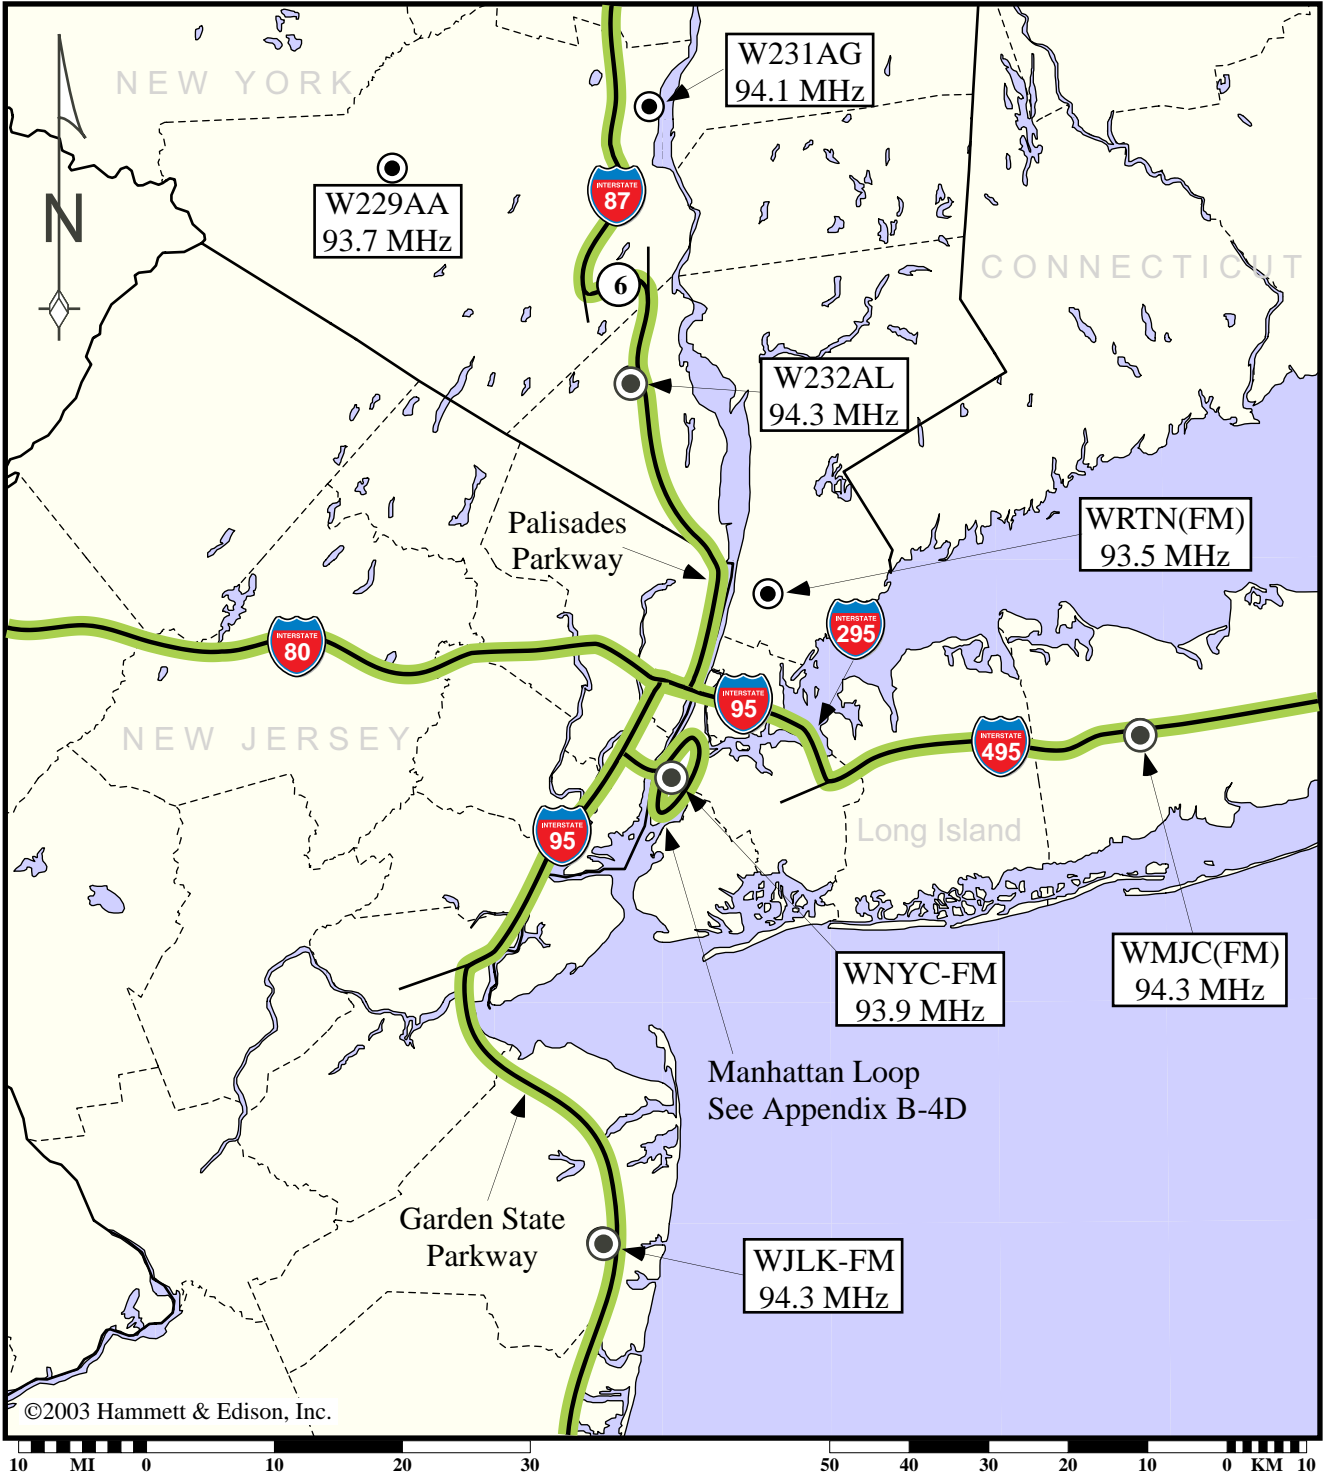 W231AG
94.1 MHz
NEW YORK
W229AA
93.7 MHz
INTERSTATE
87
N
6
CONNECTICUT
W232AL
94.3 MHz
WRTN(FM)
93.5 MHz
Palisades
Parkway
INTERSTATE
295
INTERSTATE
80
INTERSTATE
95
NEW JERSEY
INTERSTATE
495
INTERSTATE
95
Long Island
WNYC-FM
93.9 MHz
WMJC(FM)
94.3 MHz
Manhattan Loop
See Appendix B-4D
Garden State
Parkway
WJLK-FM
94.3 MHz
©2003 Hammett & Edison, Inc.
10 MI 0 10 20 30 50 40 30 20 10 0 KM 10